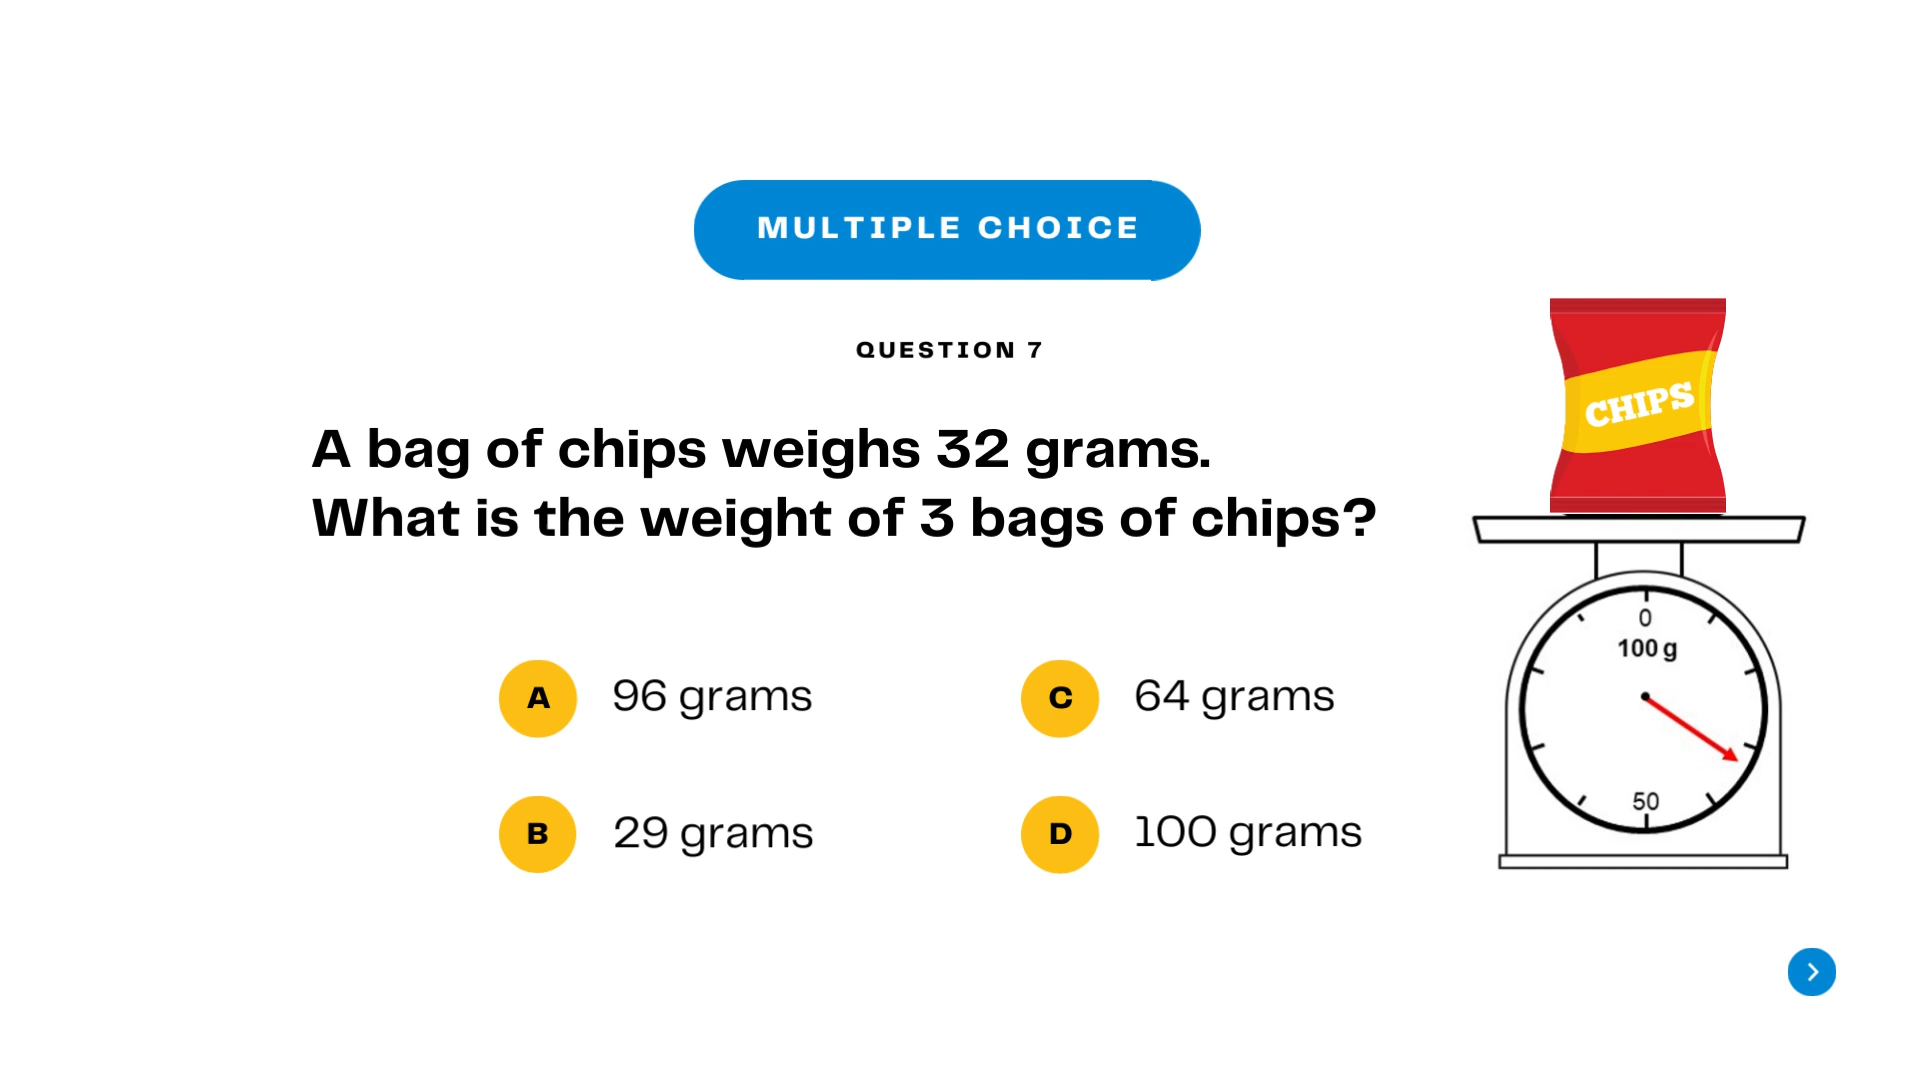 MULTIPLE CHOICE
QUESTION 7
A bag of chips weighs 32 grams.
What is the weight of 3 bags of chips?
A 96 grams
C 64 grams
B 29 grams
D 100 grams
CHIPS
0
100 g
50